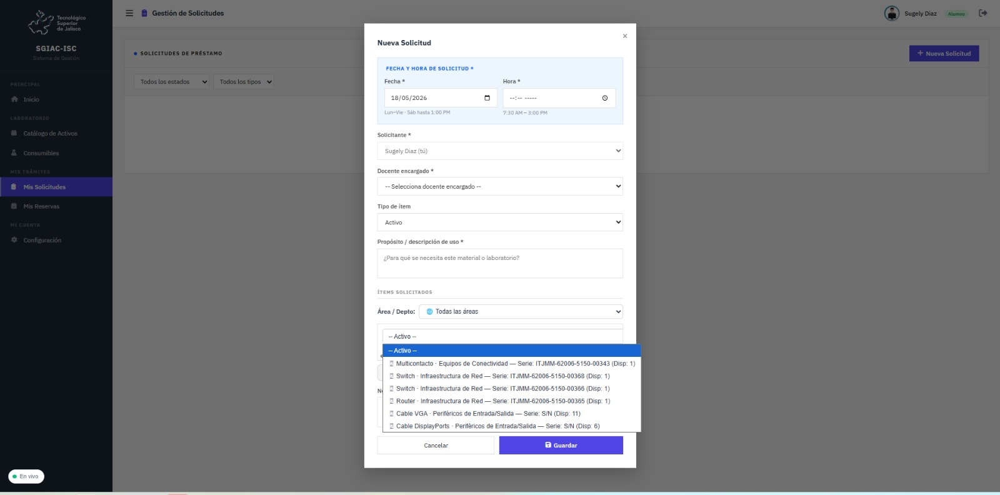 Tecnológico
Superior
de Jalisco
SGIAC-ISC
Sistema de Gestión
PRINCIPAL
Inicio
LABORATORIO
Catálogo de Activos
Consumibles
MIS TRÁMITES
Mis Solicitudes
Mis Reservas
MI CUENTA
Configuración
En vivo
Gestión de Solicitudes
Sugely Diaz
Alumno
SOLICITUDES DE PRÉSTAMO
+ Nueva Solicitud
Todos los estados
Todos los tipos
×
Nueva Solicitud
FECHA Y HORA DE SOLICITUD *
Fecha *
Hora *
18/05/2026
--:-- -----
Lun–Vie · Sáb hasta 1:00 PM
7:30 AM – 3:00 PM
Solicitante *
Sugely Diaz (tú)
Docente encargado *
-- Selecciona docente encargado --
Tipo de ítem
Activo
Propósito / descripción de uso *
¿Para qué se necesita este material o laboratorio?
ÍTEMS SOLICITADOS
Área / Depto:
Todas las áreas
-- Activo --
-- Activo --
Multicontacto · Equipos de Conectividad — Serie: ITJMM-62006-5150-00343 (Disp: 1)
Switch · Infraestructura de Red — Serie: ITJMM-62006-5150-00368 (Disp: 1)
Switch · Infraestructura de Red — Serie: ITJMM-62006-5150-00366 (Disp: 1)
Router · Infraestructura de Red — Serie: ITJMM-62006-5150-00365 (Disp: 1)
Cable VGA · Periféricos de Entrada/Salida — Serie: S/N (Disp: 11)
Cable DisplayPorts · Periféricos de Entrada/Salida — Serie: S/N (Disp: 6)
Cancelar
Guardar